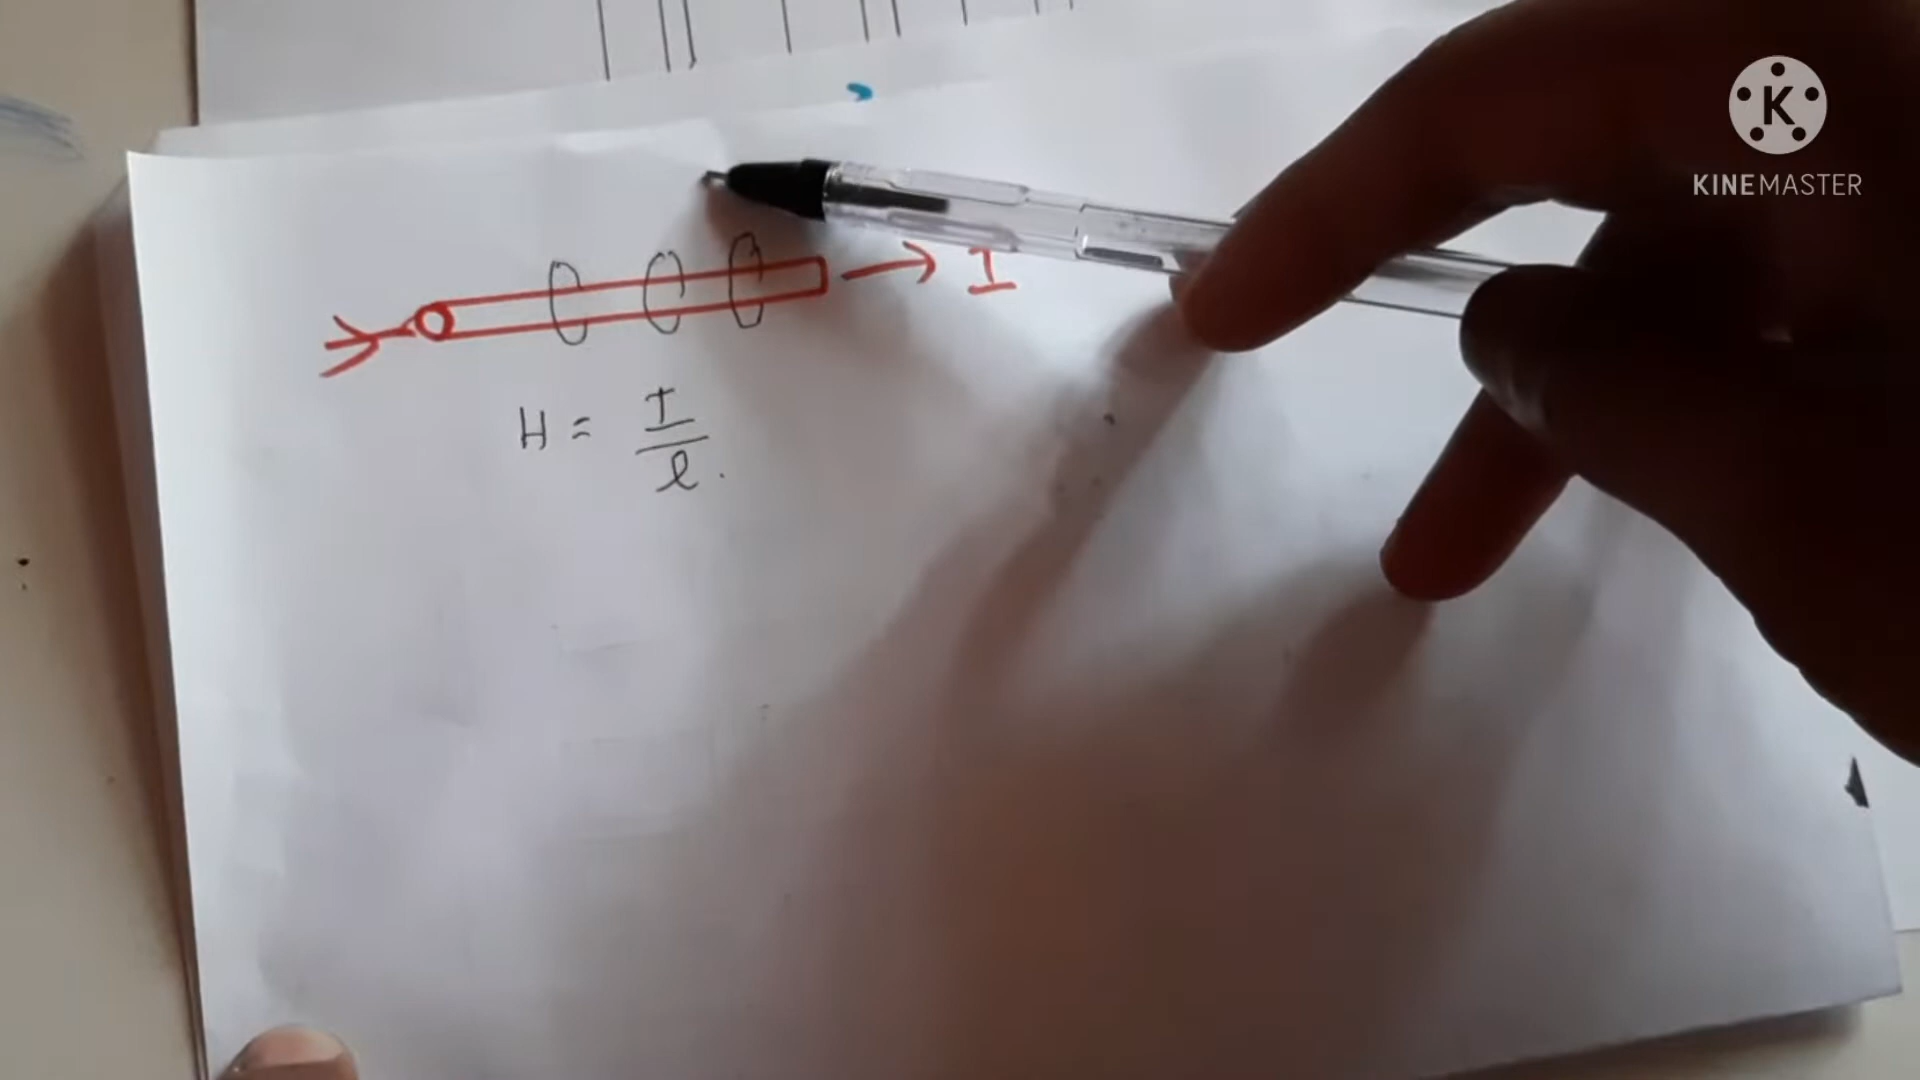 K
KINEMASTER
I
H = I/l.